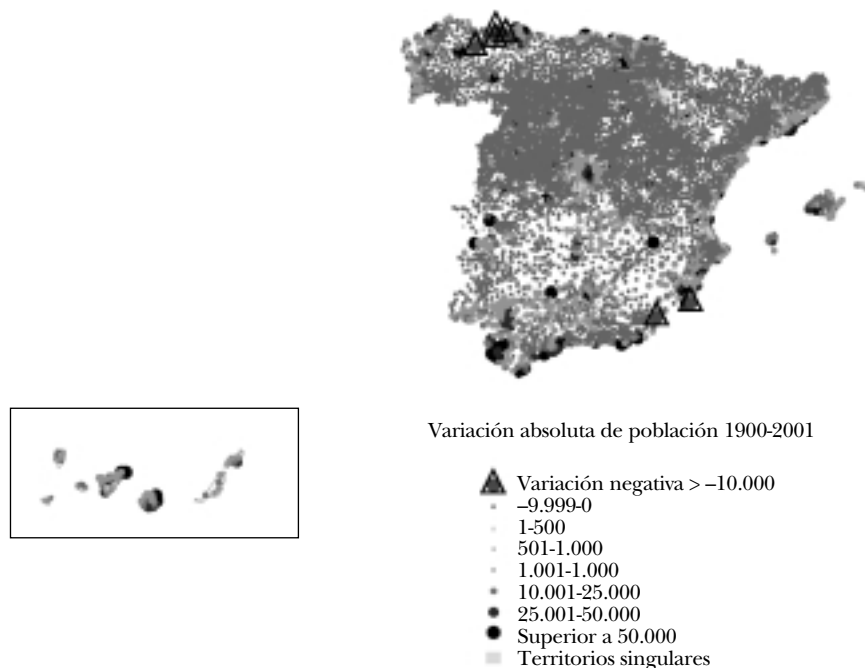 Variación absoluta de población 1900-2001
Variación negativa > –10.000
–9.999-0
1-500
501-1.000
1.001-1.000
10.001-25.000
25.001-50.000
Superior a 50.000
Territorios singulares